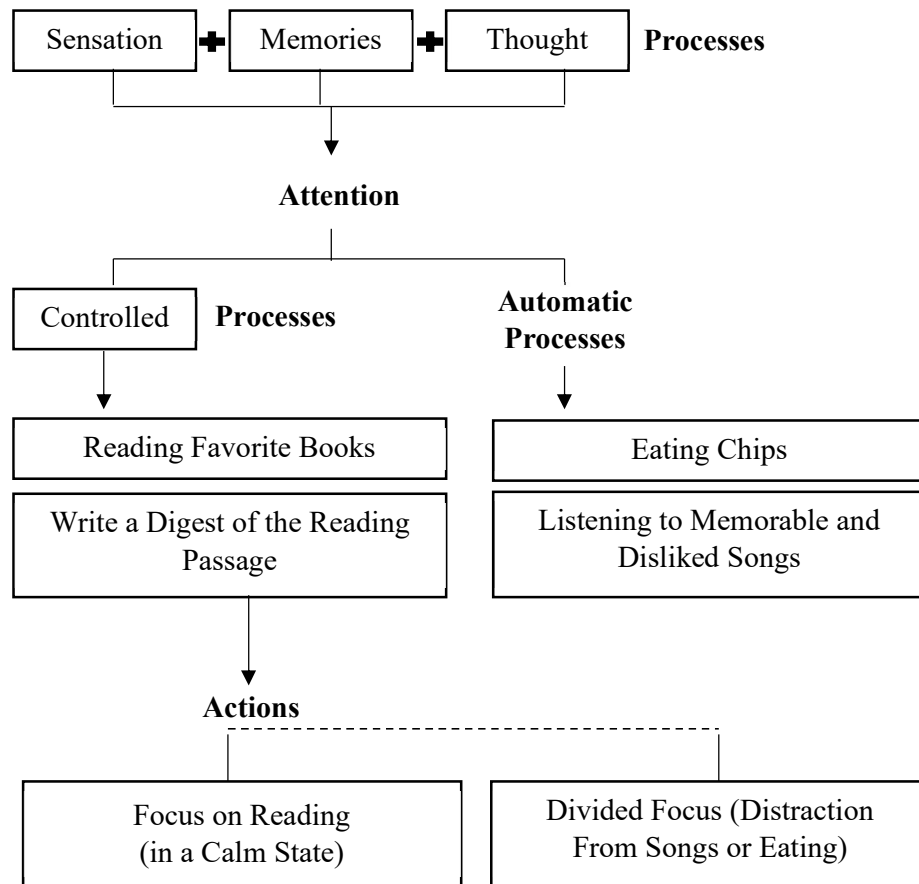 Sensation + Memories + Thought Processes
Attention
Controlled Processes
Automatic
Processes
Reading Favorite Books
Write a Digest of the Reading
Passage
Eating Chips
Listening to Memorable and
Disliked Songs
Actions
Focus on Reading
(in a Calm State)
Divided Focus (Distraction
From Songs or Eating)